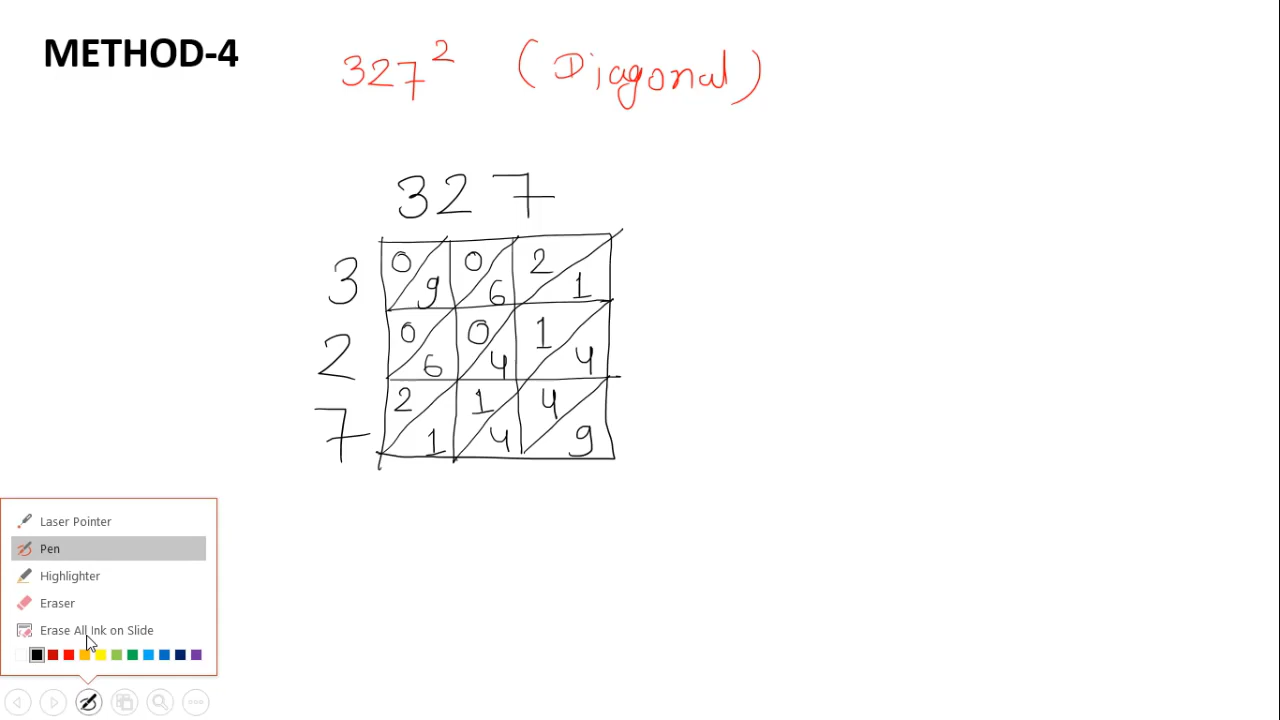 METHOD-4
327² (Diagonal)
3 2 7
3 0 9 0 6 2 1
2 0 6 0 4 1 4
7 2 1 1 4 4 9
Laser Pointer
Pen
Highlighter
Eraser
Erase All Ink on Slide